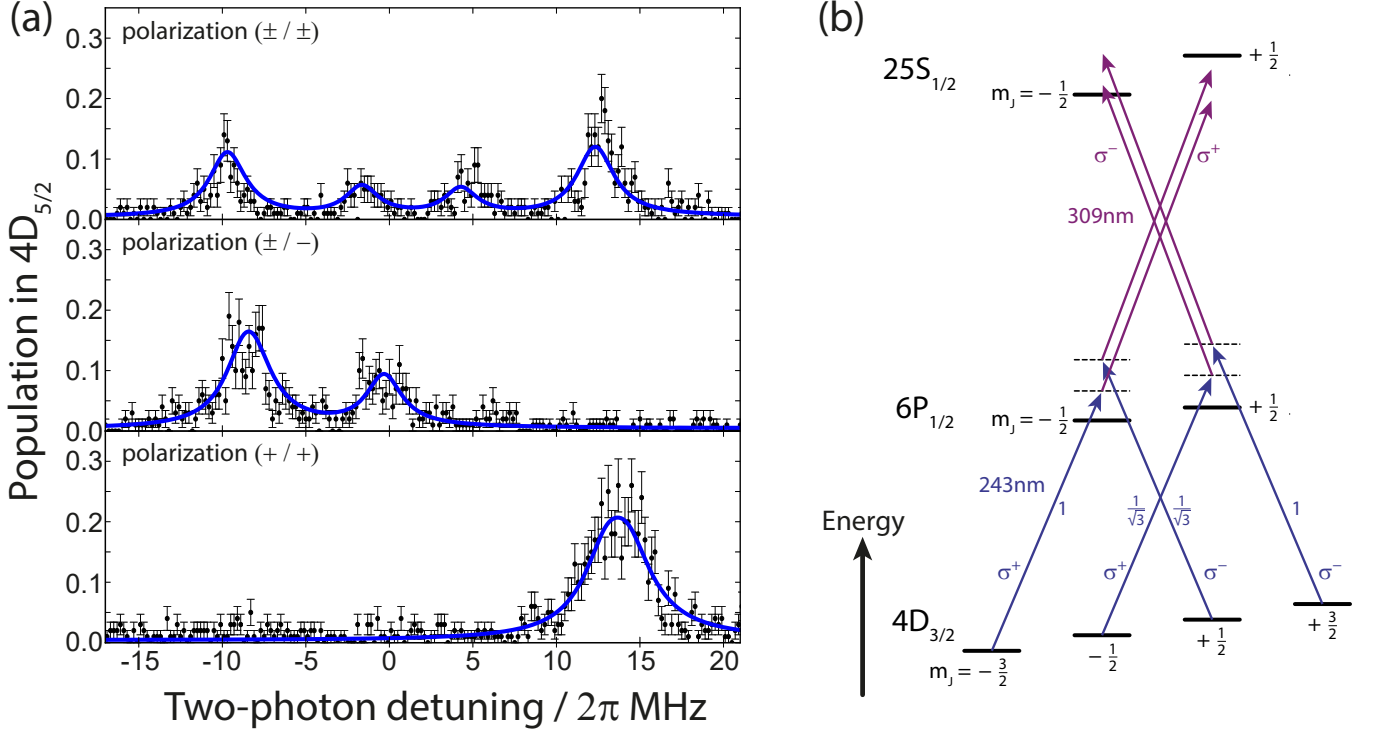 (a)
polarization (± / ±)
0.3
0.2
0.1
0.0
polarization (± / −)
0.3
0.2
0.1
0.0
polarization (+ / +)
0.3
0.2
0.1
0.0
Population in 4D5/2
-15 -10 -5 0 5 10 15 20
Two-photon detuning / 2π MHz
(b)
25S1/2
mJ = − 1/2
+ 1/2
σ− σ+
309nm
6P1/2
mJ = − 1/2
+ 1/2
243nm
1
1/√3
1/√3
1
Energy
σ+ σ+ σ− σ−
4D3/2
mJ = − 3/2
− 1/2
+ 1/2
+ 3/2